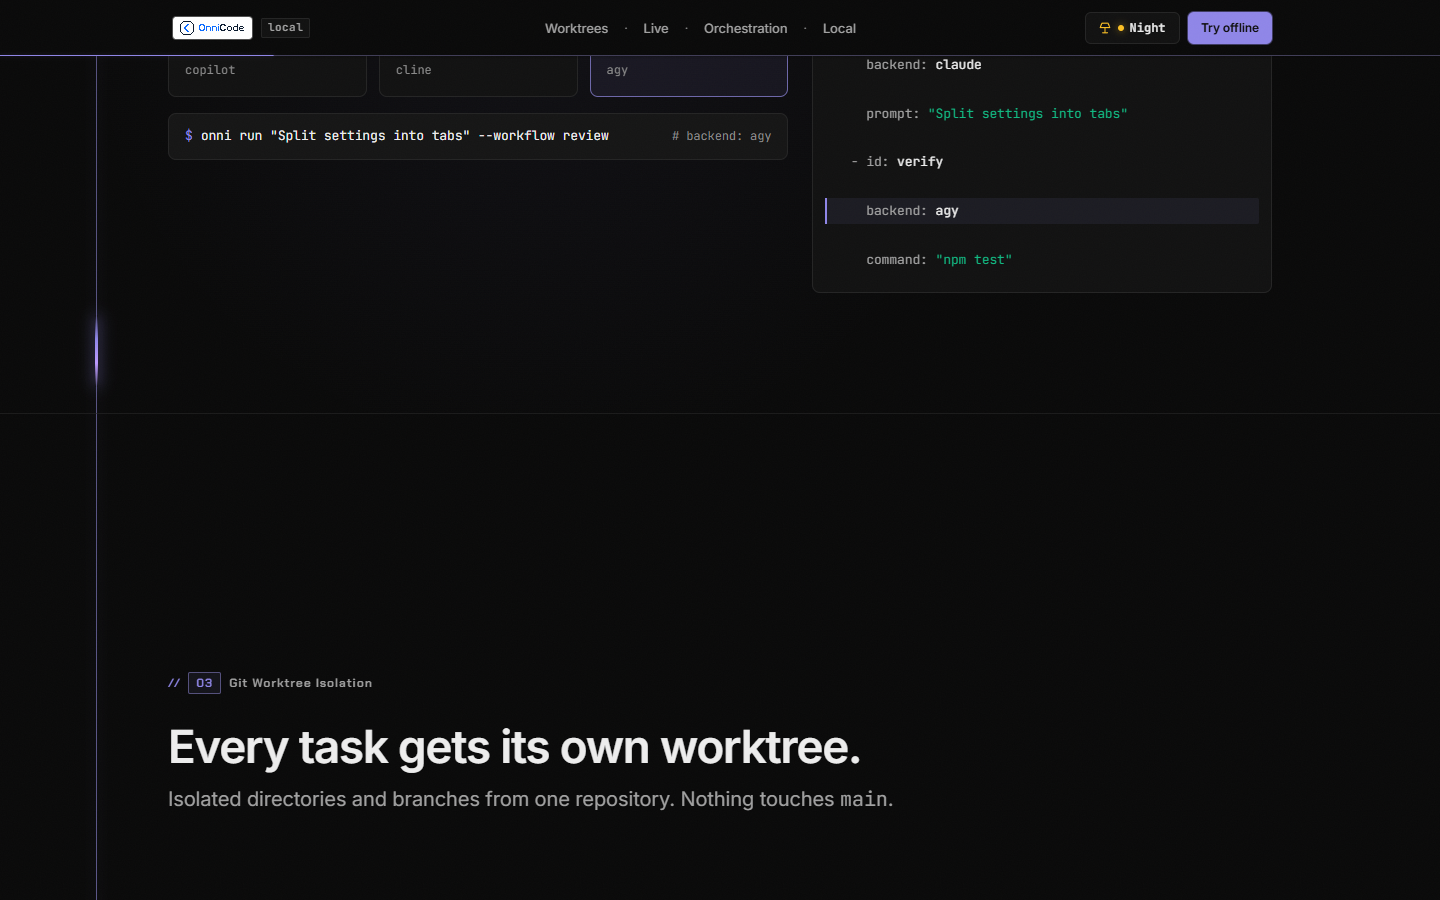 OnniCode local
Worktrees · Live · Orchestration · Local
Night
Try offline
copilot
cline
agy
$ onni run "Split settings into tabs" --workflow review # backend: agy
backend: claude
prompt: "Split settings into tabs"
- id: verify
backend: agy
command: "npm test"
// 03 Git Worktree Isolation
Every task gets its own worktree.
Isolated directories and branches from one repository. Nothing touches main.